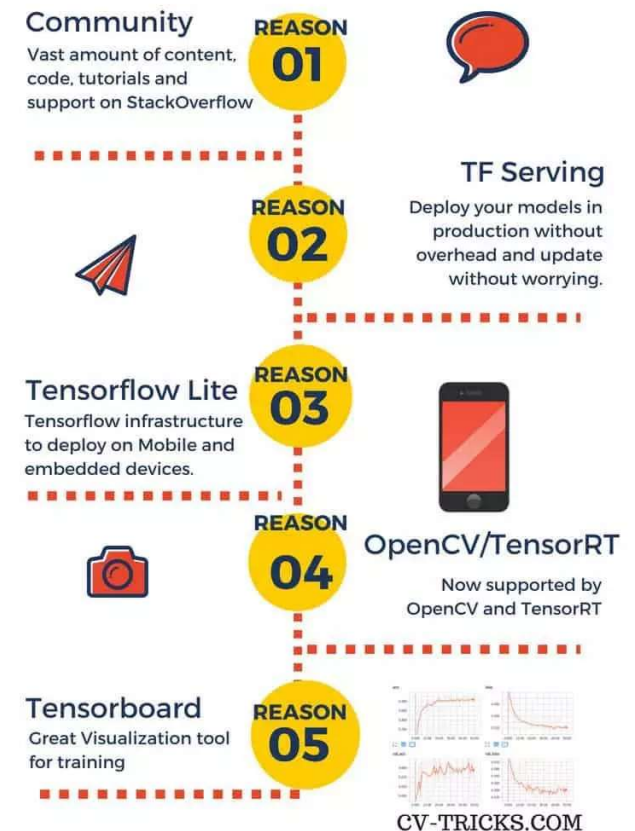 Community
Vast amount of content,
code, tutorials and
support on StackOverflow
REASON
01
TF Serving
Deploy your models in
production without
overhead and update
without worrying.
REASON
02
Tensorflow Lite
Tensorflow infrastructure
to deploy on Mobile and
embedded devices.
REASON
03
REASON
04
OpenCV/TensorRT
Now supported by
OpenCV and TensorRT
Tensorboard
Great Visualization tool
for training
REASON
05
CV-TRICKS.COM